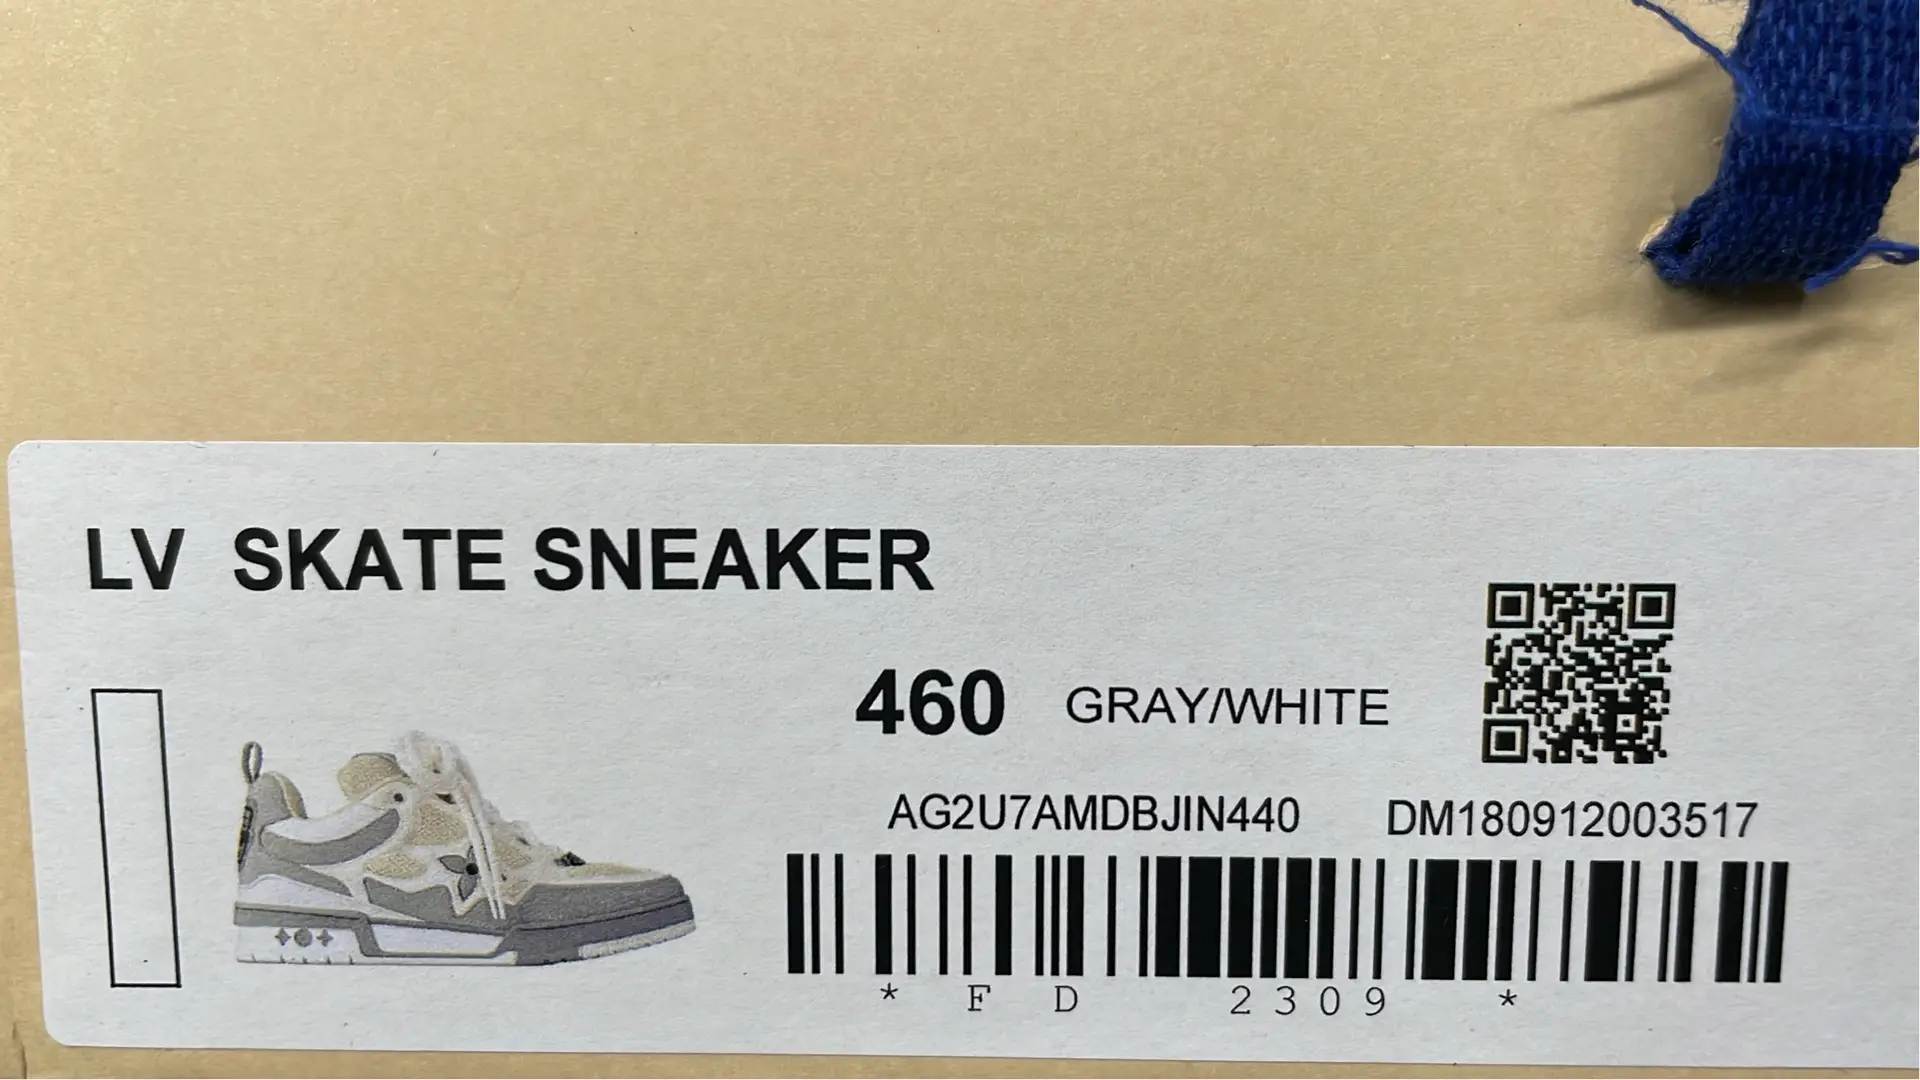 LV SKATE SNEAKER
460 GRAY/WHITE
AG2U7AMDBJIN440 DM180912003517
* F D 2309 *